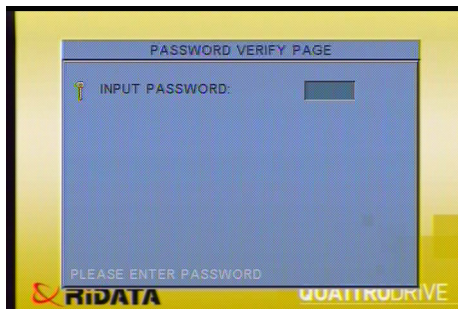 PASSWORD VERIFY PAGE
INPUT PASSWORD:
PLEASE ENTER PASSWORD
RiDATA
QUATTRODRIVE